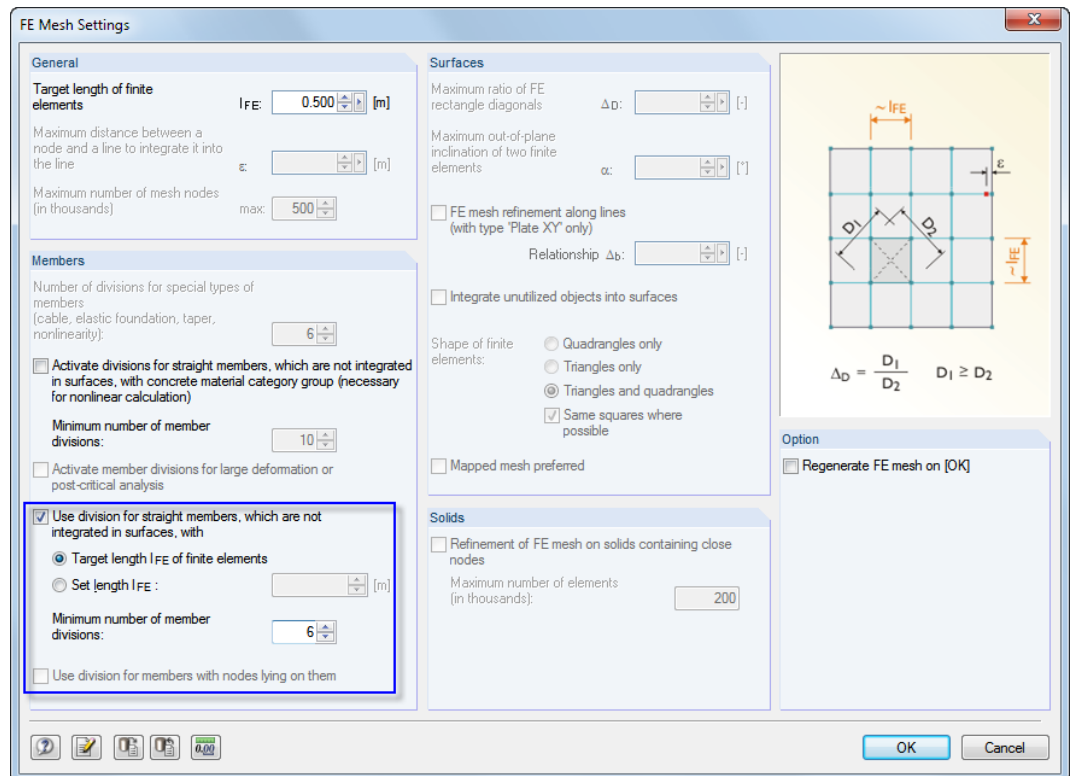 FE Mesh Settings
General
Target length of finite
elements
lFE:
0.500
[m]
Maximum distance between a
node and a line to integrate it into
the line
ε:
[m]
Maximum number of mesh nodes
(in thousands)
max:
500
Members
Number of divisions for special types of
members
(cable, elastic foundation, taper,
nonlinearity):
6
Activate divisions for straight members, which are not integrated
in surfaces, with concrete material category group (necessary
for nonlinear calculation)
Minimum number of member
divisions:
10
Activate member divisions for large deformation or
post-critical analysis
Use division for straight members, which are not
integrated in surfaces, with
Target length lFE of finite elements
Set length lFE :
[m]
Minimum number of member
divisions:
6
Use division for members with nodes lying on them
Surfaces
Maximum ratio of FE
rectangle diagonals
ΔD:
[-]
Maximum out-of-plane
inclination of two finite
elements
α:
[°]
FE mesh refinement along lines
(with type 'Plate XY' only)
Relationship Δb:
[-]
Integrate unutilized objects into surfaces
Shape of finite
elements:
Quadrangles only
Triangles only
Triangles and quadrangles
Same squares where
possible
Mapped mesh preferred
Solids
Refinement of FE mesh on solids containing close
nodes
Maximum number of elements
(in thousands):
200
~ lFE
ε
D1
D2
~ lFE
ΔD = D1 / D2
D1 ≥ D2
Option
Regenerate FE mesh on [OK]
0.00
OK
Cancel